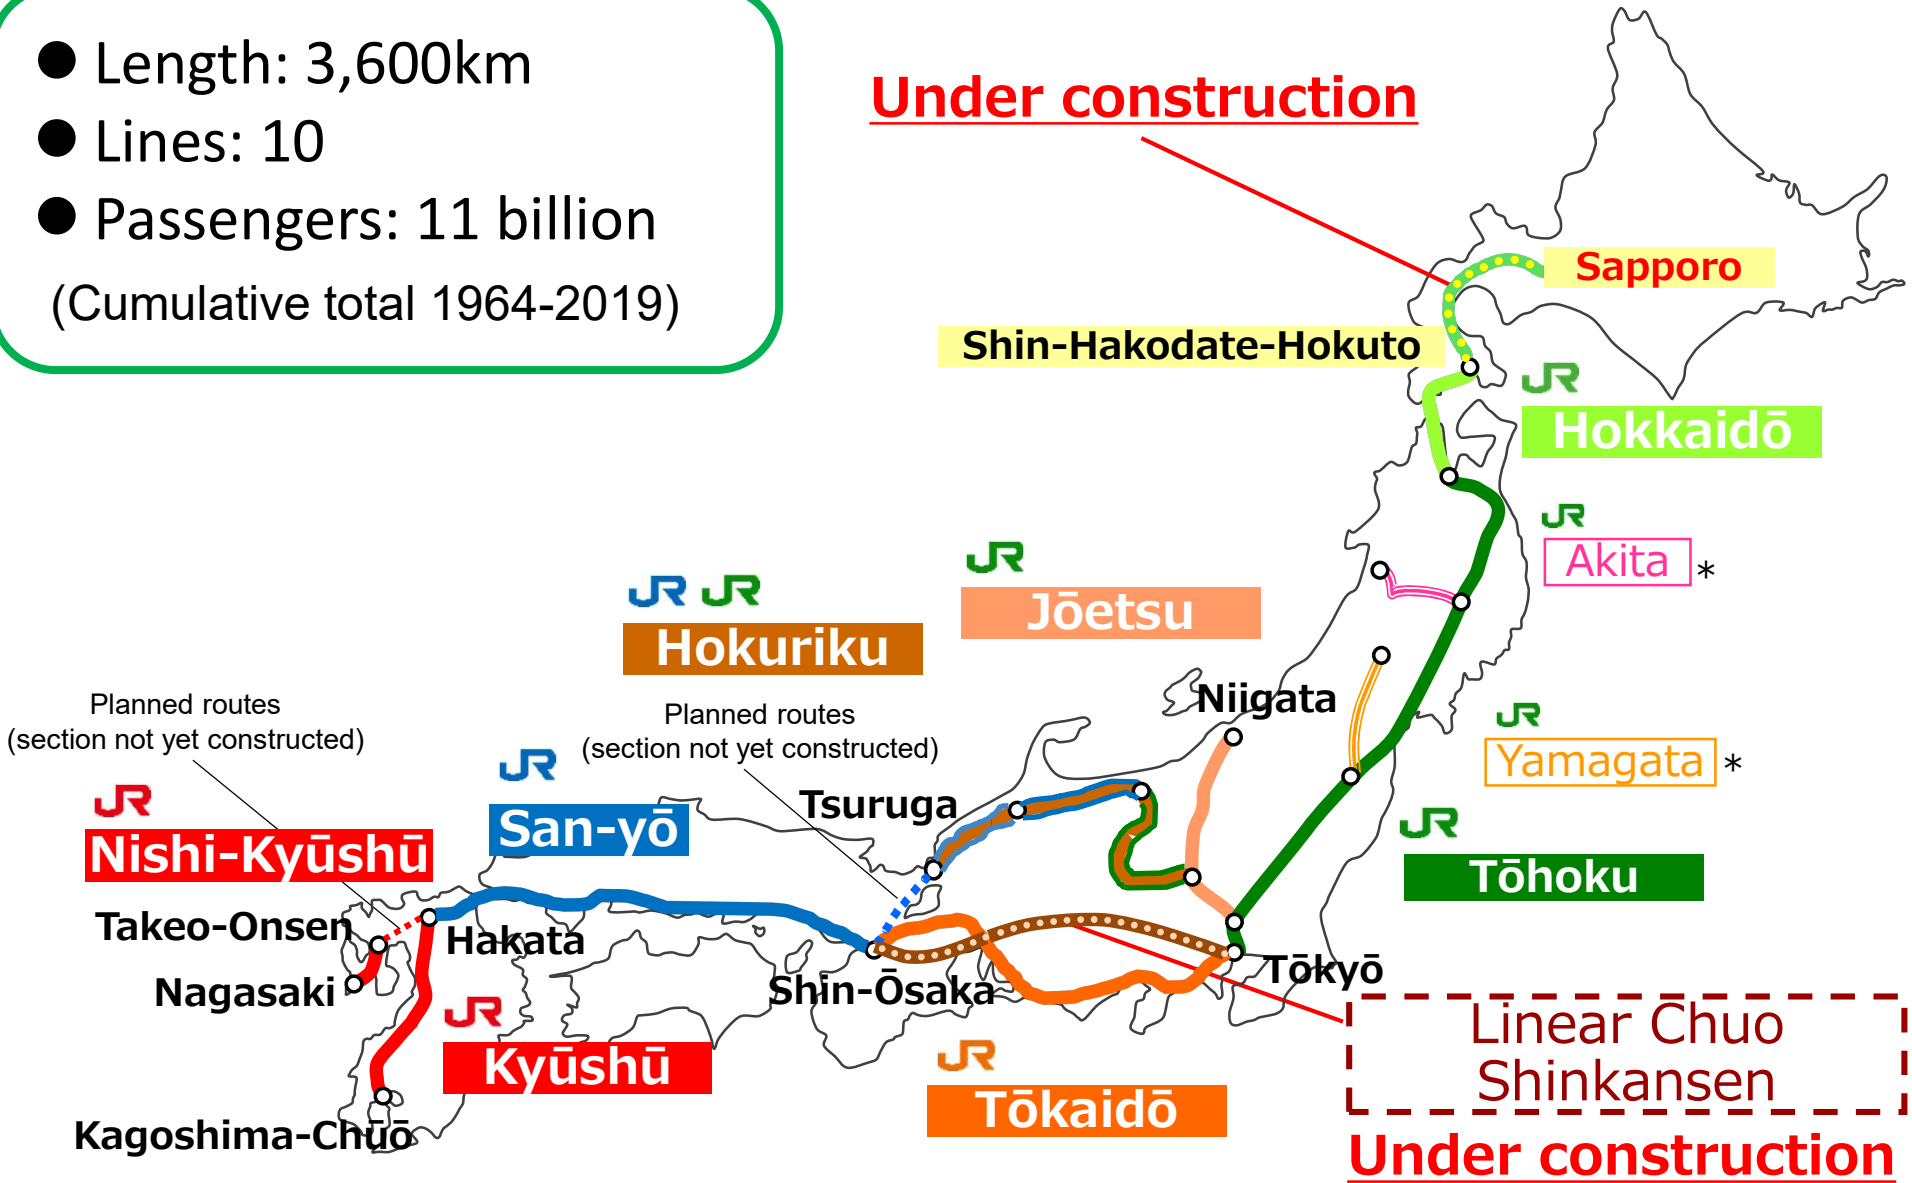 ● Length: 3,600km
● Lines: 10
● Passengers: 11 billion
(Cumulative total 1964-2019)
Under construction
Sapporo
Shin-Hakodate-Hokuto
JR
Hokkaidō
JR
Akita *
JR
Jōetsu
JR JR
Hokuriku
Niigata
Planned routes
(section not yet constructed)
Planned routes
(section not yet constructed)
JR
Yamagata *
JR
San-yō
JR
Nishi-Kyūshū
Tsuruga
JR
Tōhoku
Takeo-Onsen
Hakata
Nagasaki
Shin-Ōsaka
Tōkyō
JR
Kyūshū
JR
Tōkaidō
Linear Chuo
Shinkansen
Kagoshima-Chūō
Under construction